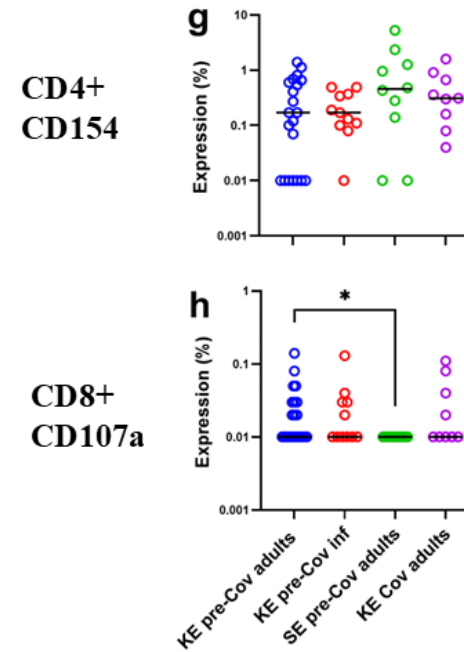 g
CD4+
CD154
Expression (%)
10
1
0.1
0.01
0.001
h
*
CD8+
CD107a
Expression (%)
1
0.1
0.01
0.001
KE pre-Cov adults
KE pre-Cov inf
SE pre-Cov adults
KE Cov adults